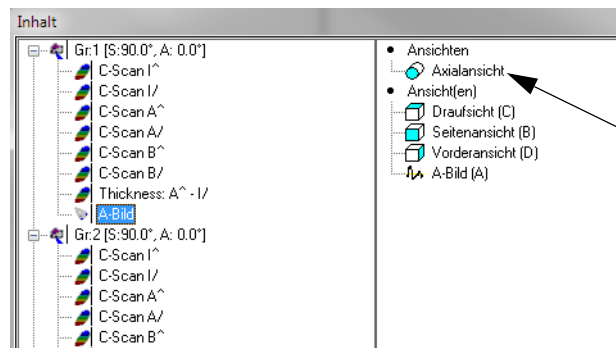 Inhalt
Gr:1 [S:90.0°, A: 0.0°]
C-Scan I^
C-Scan I/
C-Scan A^
C-Scan A/
C-Scan B^
C-Scan B/
Thickness: A^ - I/
A-Bild
Gr:2 [S:90.0°, A: 0.0°]
C-Scan I^
C-Scan I/
C-Scan A^
C-Scan A/
C-Scan B^
Ansichten
Axialansicht
Ansicht(en)
Draufsicht (C)
Seitenansicht (B)
Vorderansicht (D)
A-Bild (A)